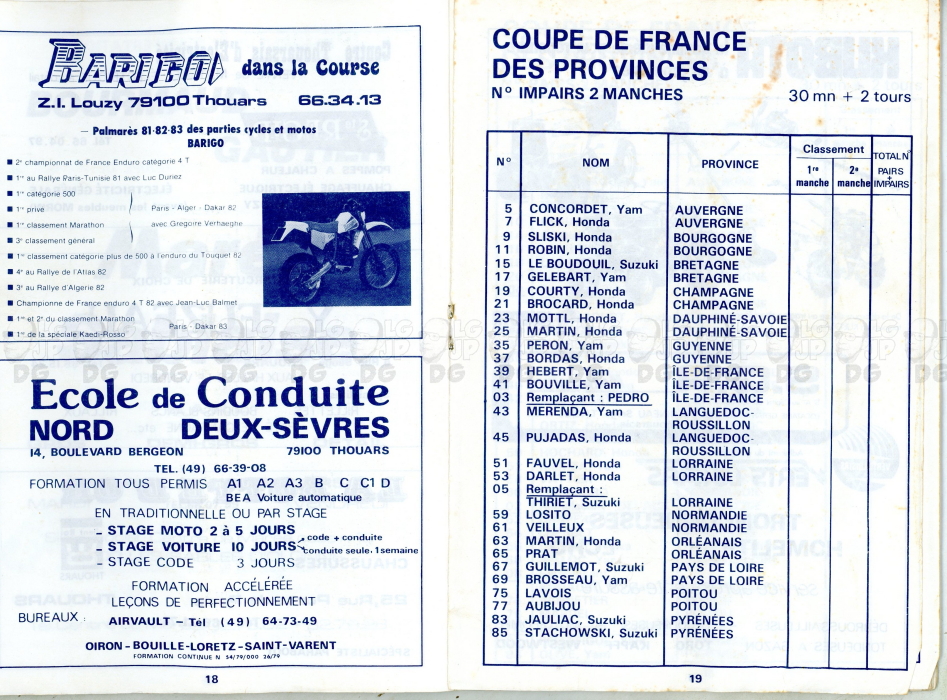 BARIGO dans la Course
Z.I. Louzy 79100 Thouars 66.34.13
– Palmarès 81-82-83 des parties cycles et motos
BARIGO
■ 2e championnat de France Enduro catégorie 4 T
■ 1er au Rallye Paris-Tunisie 81 avec Luc Dunez
■ 1er catégorie 500
■ 1er privé Paris - Alger - Dakar 82
■ 1er classement Marathon avec Gregoire Verhaeghe
■ 3e classement général
■ 1er classement catégorie plus de 500 à l'enduro du Touquet 82
■ 4e au Rallye de l'Atlas 82
■ 3e au Rallye d'Algerie 82
■ Championne de France enduro 4 T 82 avec Jean-Luc Balmet
■ 1er et 2e du classement Marathon
■ 1er de la spéciale Kaedi-Rosso Paris - Dakar 83
Ecole de Conduite
NORD DEUX-SÈVRES
14, BOULEVARD BERGEON 79100 THOUARS
TEL. (49) 66-39-08
FORMATION TOUS PERMIS A1 A2 A3 B C C1 D
BEA Voiture automatique
EN TRADITIONNELLE OU PAR STAGE
– STAGE MOTO 2 à 5 JOURS
– STAGE VOITURE 10 JOURS code + conduite
conduite seule. 1 semaine
– STAGE CODE 3 JOURS
FORMATION ACCÉLÉRÉE
LEÇONS DE PERFECTIONNEMENT
BUREAUX : AIRVAULT – Tél (49) 64-73-49
OIRON-BOUILLE-LORETZ-SAINT-VARENT
FORMATION CONTINUE N 54/79/000 26/79
18
COUPE DE FRANCE
DES PROVINCES
N° IMPAIRS 2 MANCHES 30 mn + 2 tours
N° NOM PROVINCE Classement TOTAL N°
1re manche 2e manche PAIRS + IMPAIRS
5 CONCORDET, Yam AUVERGNE
7 FLICK, Honda AUVERGNE
9 SLISKI, Honda BOURGOGNE
11 ROBIN, Honda BOURGOGNE
15 LE BOUDOUIL, Suzuki BRETAGNE
17 GELEBART, Yam BRETAGNE
19 COURTY, Honda CHAMPAGNE
21 BROCARD, Honda CHAMPAGNE
23 MOTTL, Honda DAUPHINÉ-SAVOIE
25 MARTIN, Honda DAUPHINÉ-SAVOIE
35 PERON, Yam GUYENNE
37 BORDAS, Honda GUYENNE
39 HEBERT, Yam ÎLE-DE-FRANCE
41 BOUVILLE, Yam ÎLE-DE-FRANCE
03 Remplaçant : PEDRO ÎLE-DE-FRANCE
43 MERENDA, Yam LANGUEDOC-
ROUSSILLON
45 PUJADAS, Honda LANGUEDOC-
ROUSSILLON
51 FAUVEL, Honda LORRAINE
53 DARLET, Honda LORRAINE
05 Remplaçant :
THIRIET, Suzuki LORRAINE
59 LOSITO NORMANDIE
61 VEILLEUX NORMANDIE
63 MARTIN, Honda ORLÉANAIS
65 PRAT ORLÉANAIS
67 GUILLEMOT, Suzuki PAYS DE LOIRE
69 BROSSEAU, Yam PAYS DE LOIRE
75 LAVOIS POITOU
77 AUBIJOU POITOU
83 JAULIAC, Suzuki PYRÉNÉES
85 STACHOWSKI, Suzuki PYRÉNÉES
19